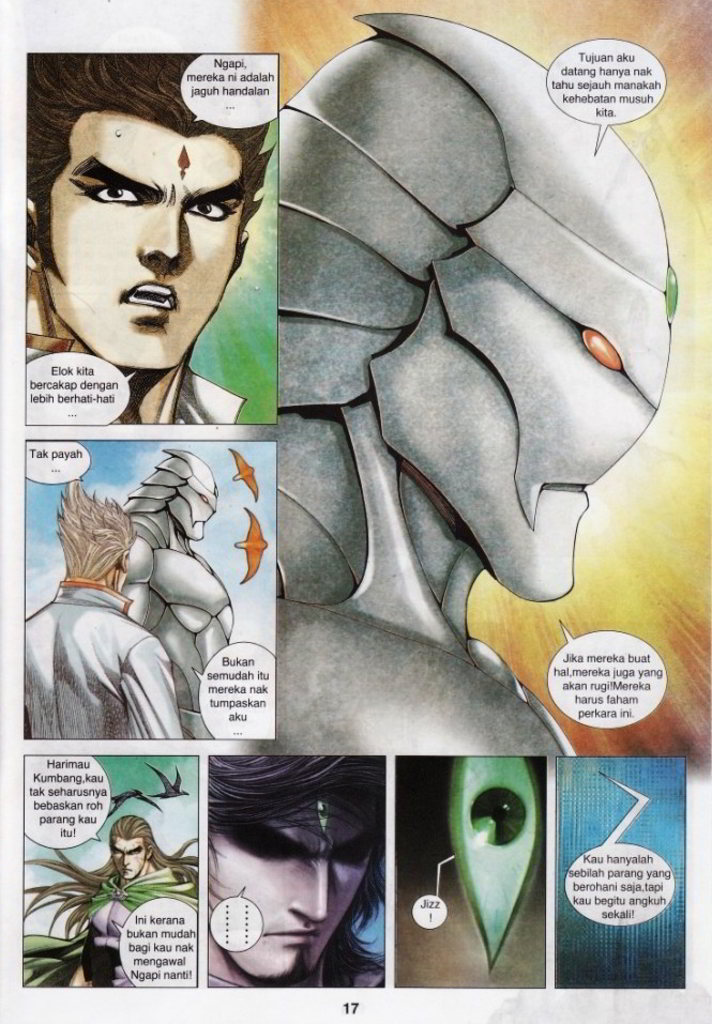 Ngapi,
mereka ni adalah
jaguh handalan
...
Elok kita
bercakap dengan
lebih berhati-hati
...
Tujuan aku
datang hanya nak
tahu sejauh manakah
kehebatan musuh
kita.
Tak payah
...
Bukan
semudah itu
mereka nak
tumpaskan
aku
...
Jika mereka buat
hal,mereka juga yang
akan rugi!Mereka
harus faham
perkara ini.
Harimau
Kumbang,kau
tak seharusnya
bebaskan roh
parang kau
itu!
Ini kerana
bukan mudah
bagi kau nak
mengawal
Ngapi nanti!
Jizz
!
Kau hanyalah
sebilah parang yang
berohani saja,tapi
kau begitu angkuh
sekali!
17